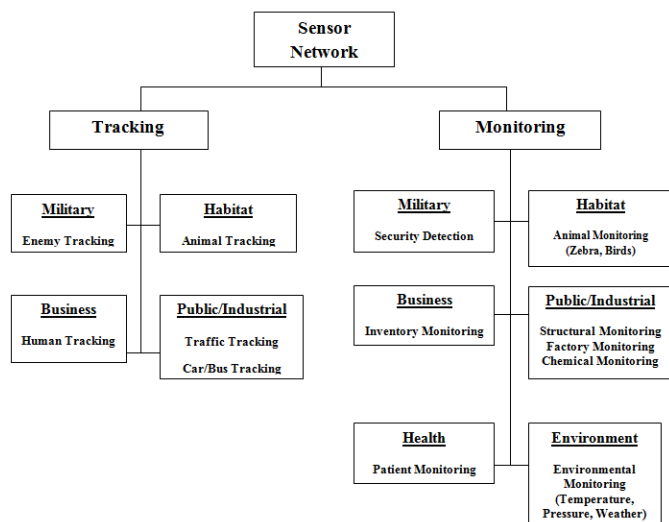 Sensor
Network
Tracking
Monitoring
Military
Enemy Tracking
Habitat
Animal Tracking
Business
Human Tracking
Public/Industrial
Traffic Tracking
Car/Bus Tracking
Military
Security Detection
Habitat
Animal Monitoring
(Zebra, Birds)
Business
Inventory Monitoring
Public/Industrial
Structural Monitoring
Factory Monitoring
Chemical Monitoring
Health
Patient Monitoring
Environment
Environmental
Monitoring
(Temperature,
Pressure, Weather)